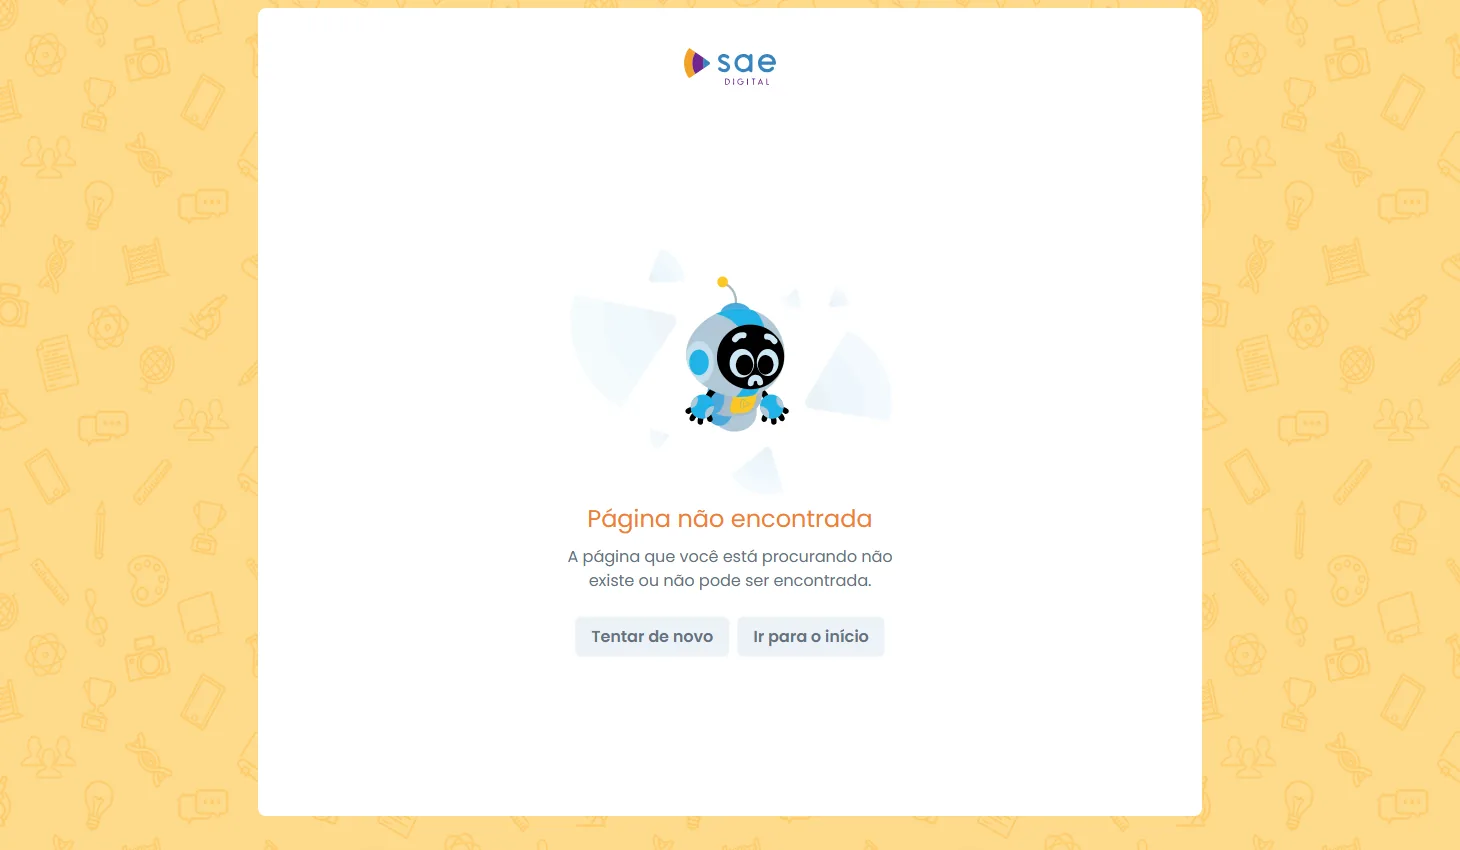 sae
DIGITAL
Página não encontrada
A página que você está procurando não
existe ou não pode ser encontrada.
Tentar de novo
Ir para o início